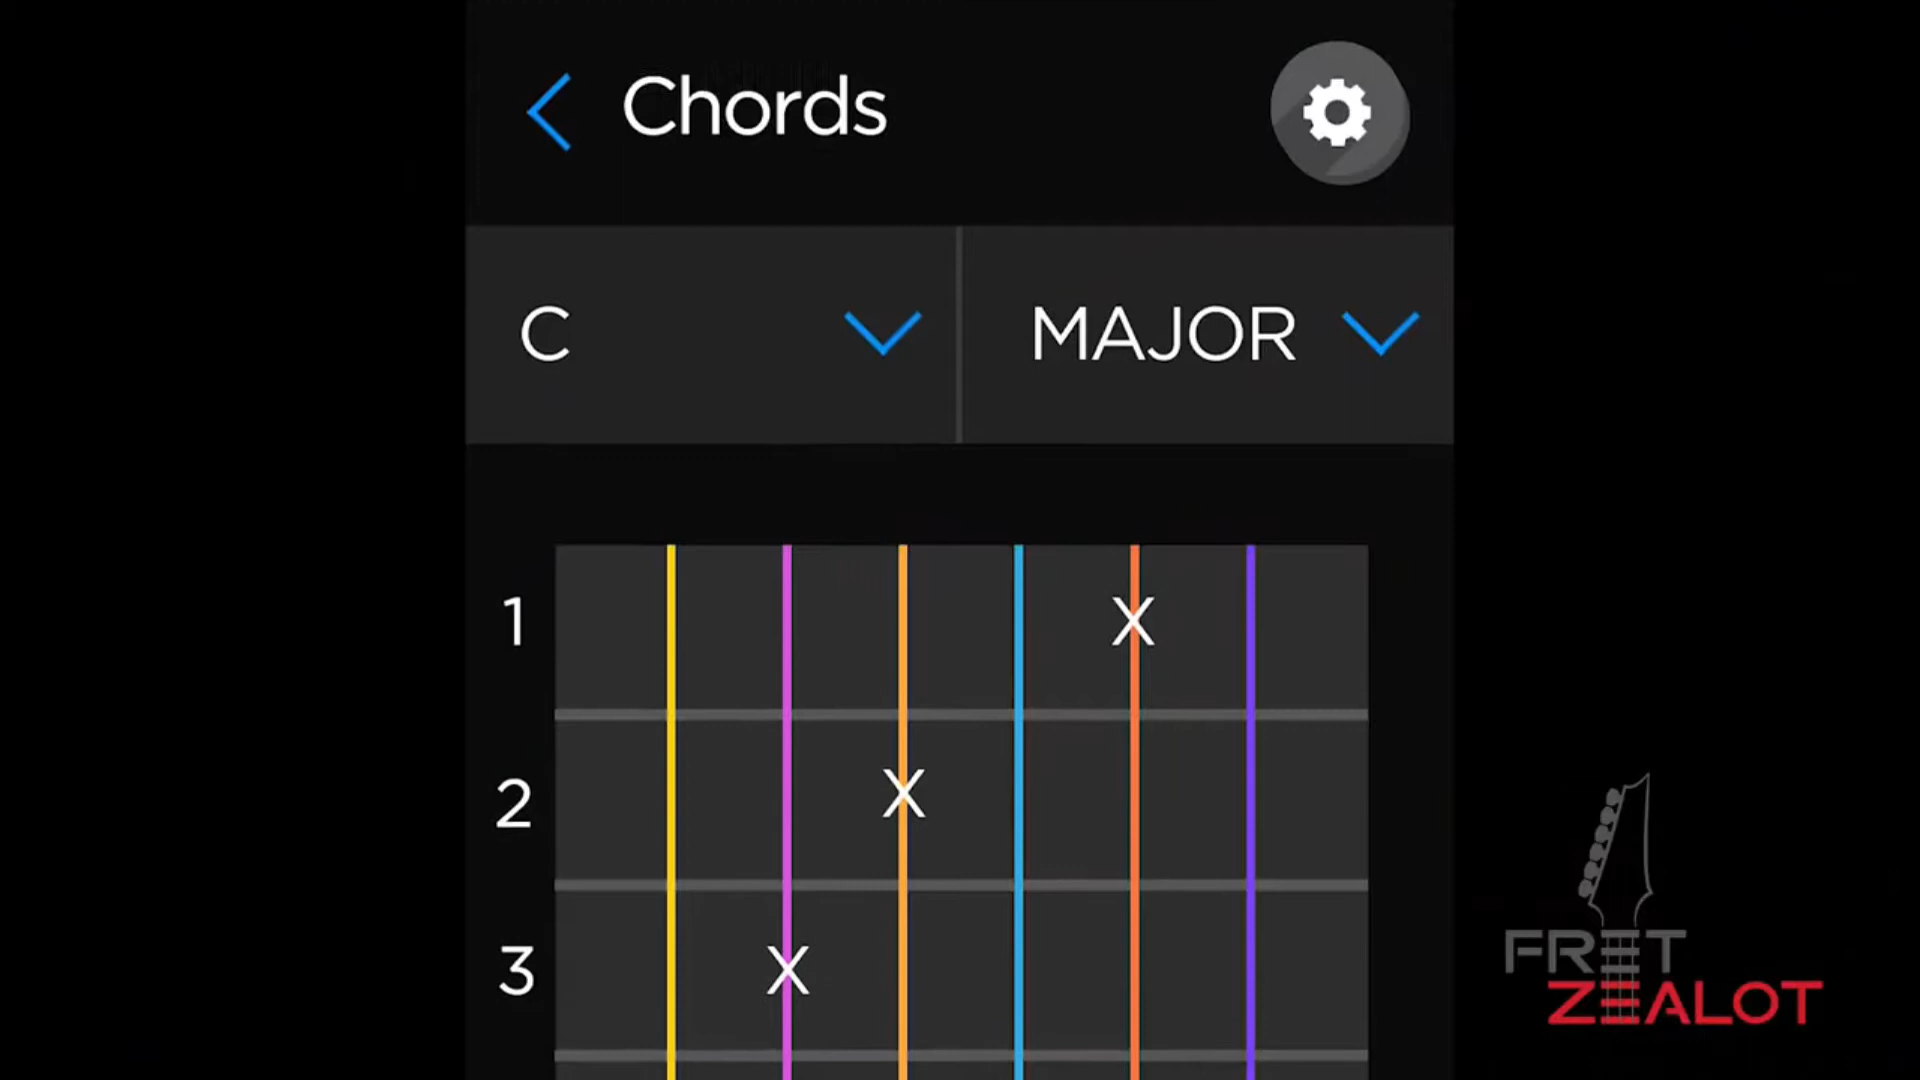 Chords
C MAJOR
1 X
2 X
3 X
FRET
ZEALOT